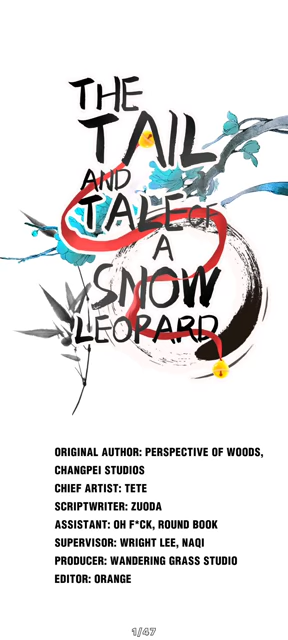 THE
TAIL
AND
TALE OF
A
SNOW
LEOPARD
ORIGINAL AUTHOR: PERSPECTIVE OF WOODS,
CHANGPEI STUDIOS
CHIEF ARTIST: TETE
SCRIPTWRITER: ZUODA
ASSISTANT: OH F*CK, ROUND BOOK
SUPERVISOR: WRIGHT LEE, NAQI
PRODUCER: WANDERING GRASS STUDIO
EDITOR: ORANGE
1/47